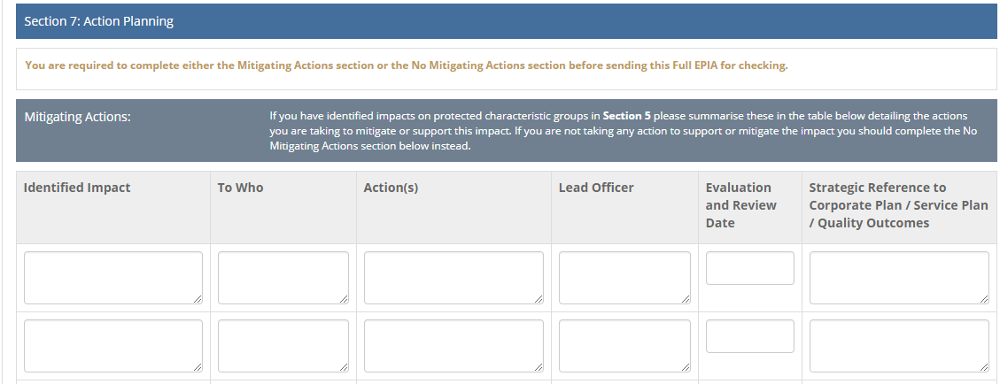 Section 7: Action Planning
You are required to complete either the Mitigating Actions section or the No Mitigating Actions section before sending this Full EPIA for checking.
Mitigating Actions:
If you have identified impacts on protected characteristic groups in Section 5 please summarise these in the table below detailing the actions
you are taking to mitigate or support this impact. If you are not taking any action to support or mitigate the impact you should complete the No
Mitigating Actions section below instead.
Identified Impact
To Who
Action(s)
Lead Officer
Evaluation
and Review
Date
Strategic Reference to
Corporate Plan / Service Plan
/ Quality Outcomes